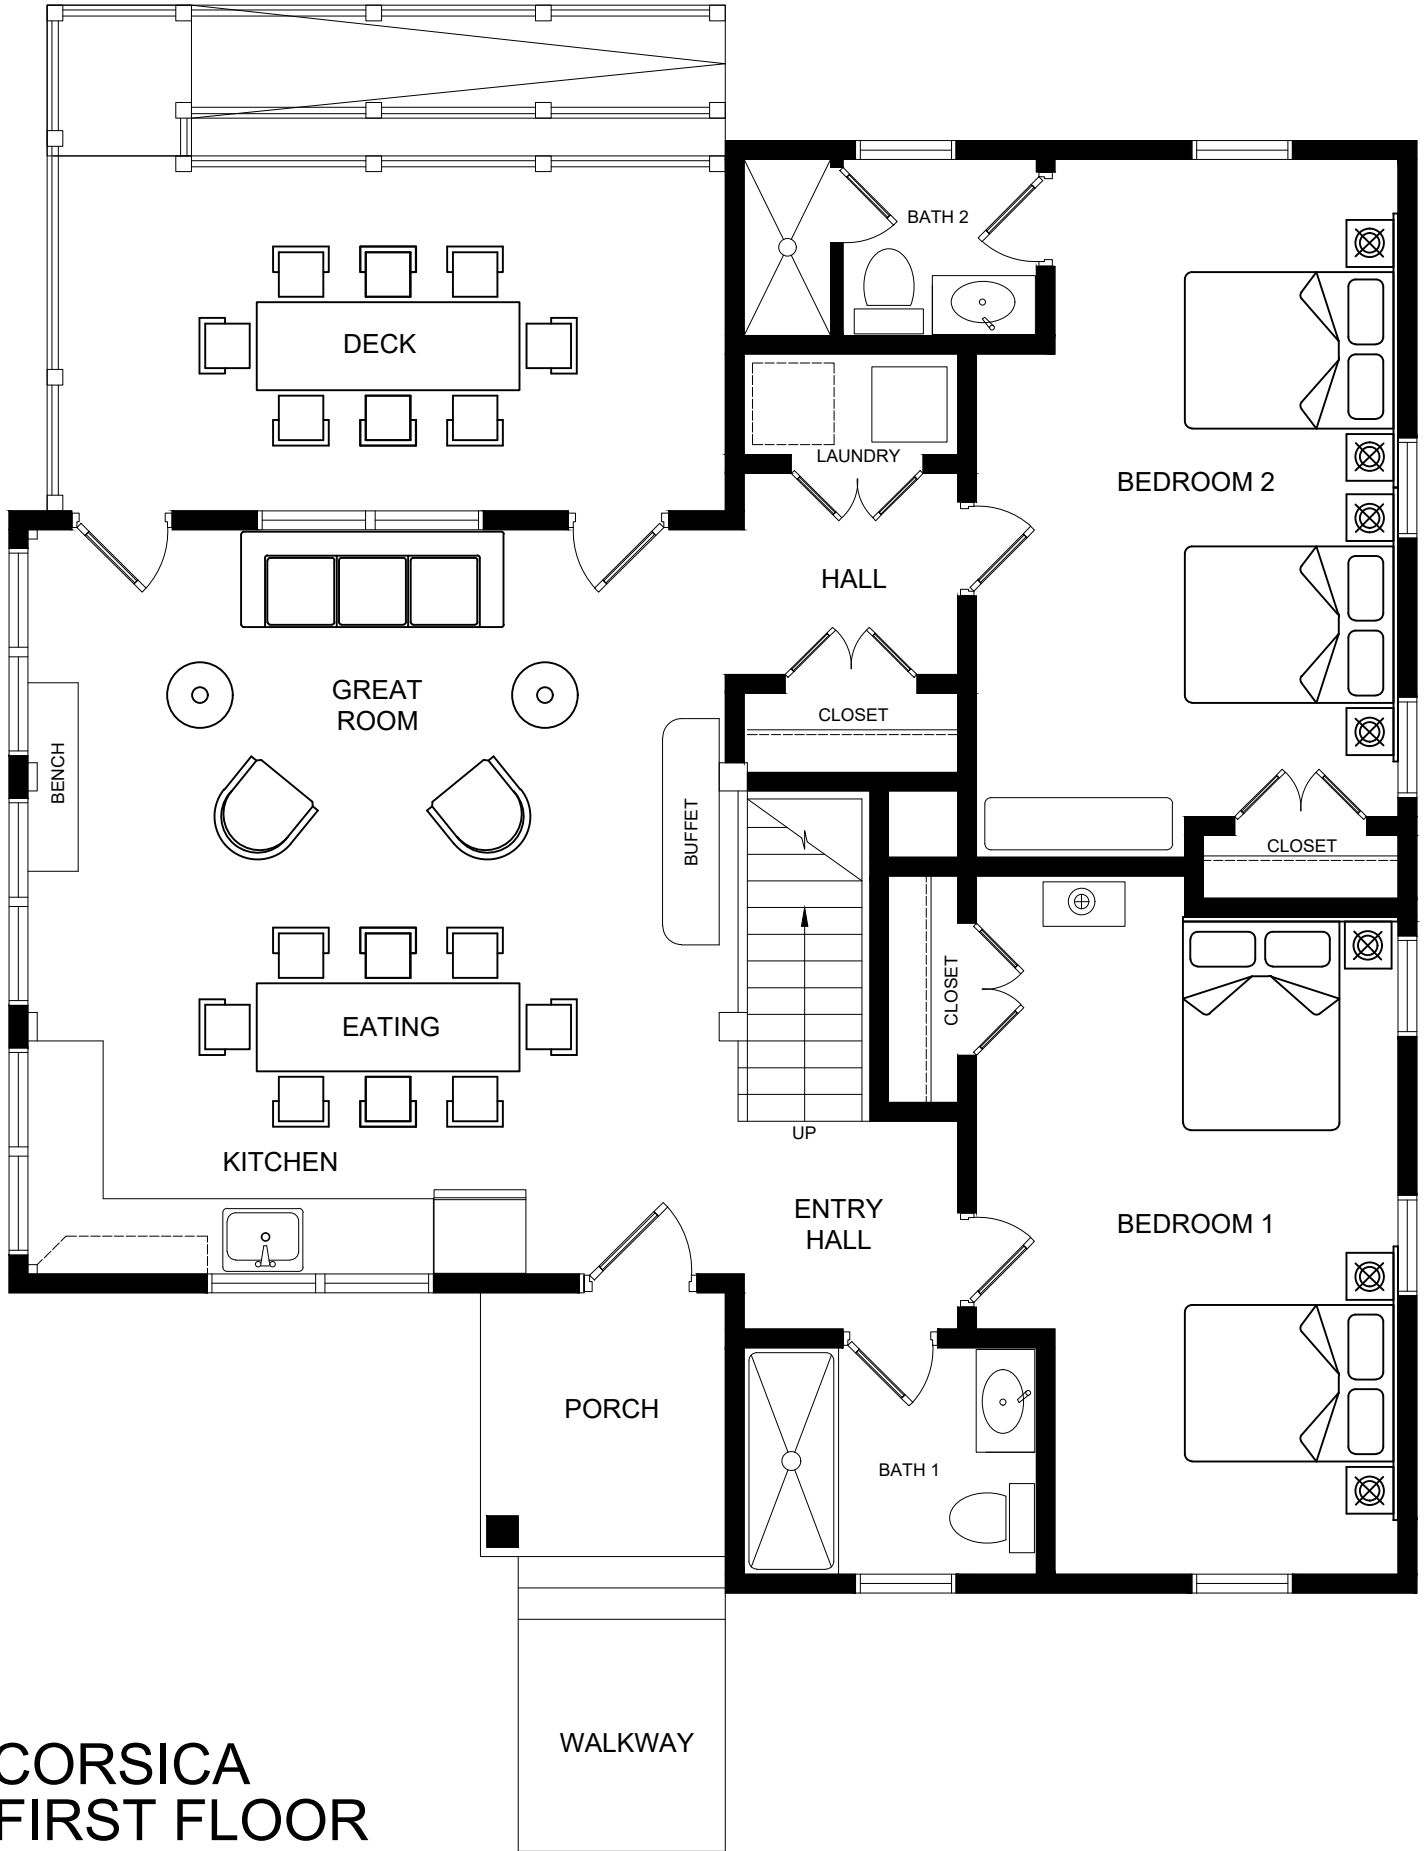 BATH 2
DECK
LAUNDRY
BEDROOM 2
HALL
GREAT
ROOM
CLOSET
BENCH
BUFFET
CLOSET
CLOSET
EATING
UP
KITCHEN
ENTRY
HALL
BEDROOM 1
PORCH
BATH 1
WALKWAY
CORSICA
FIRST FLOOR